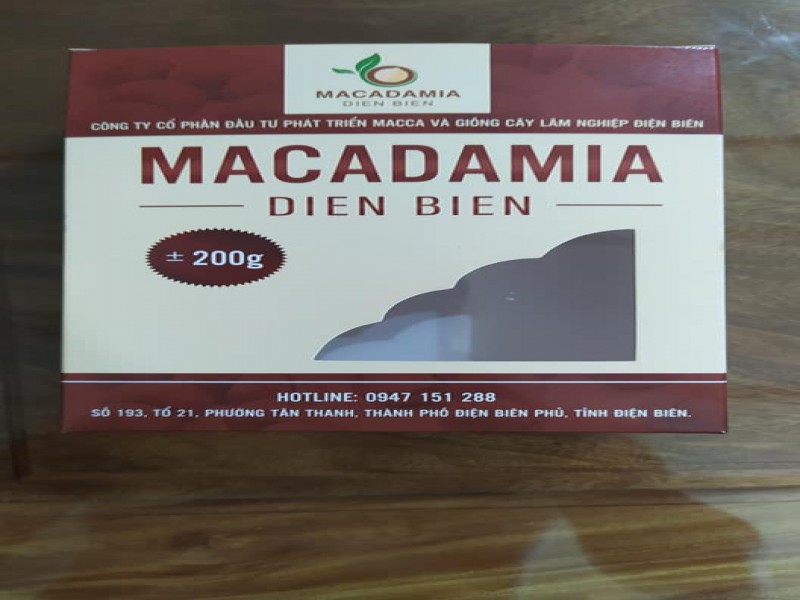 MACADAMIA
DIEN BIEN
CÔNG TY CỔ PHẦN ĐẦU TƯ PHÁT TRIỂN MACCA VÀ GIỐNG CÂY LÂM NGHIỆP ĐIỆN BIÊN
MACADAMIA
DIEN BIEN
± 200g
HOTLINE: 0947 151 288
SỐ 193, TỔ 21, PHƯỜNG TÂN THANH, THÀNH PHỐ ĐIỆN BIÊN PHỦ, TỈNH ĐIỆN BIÊN.